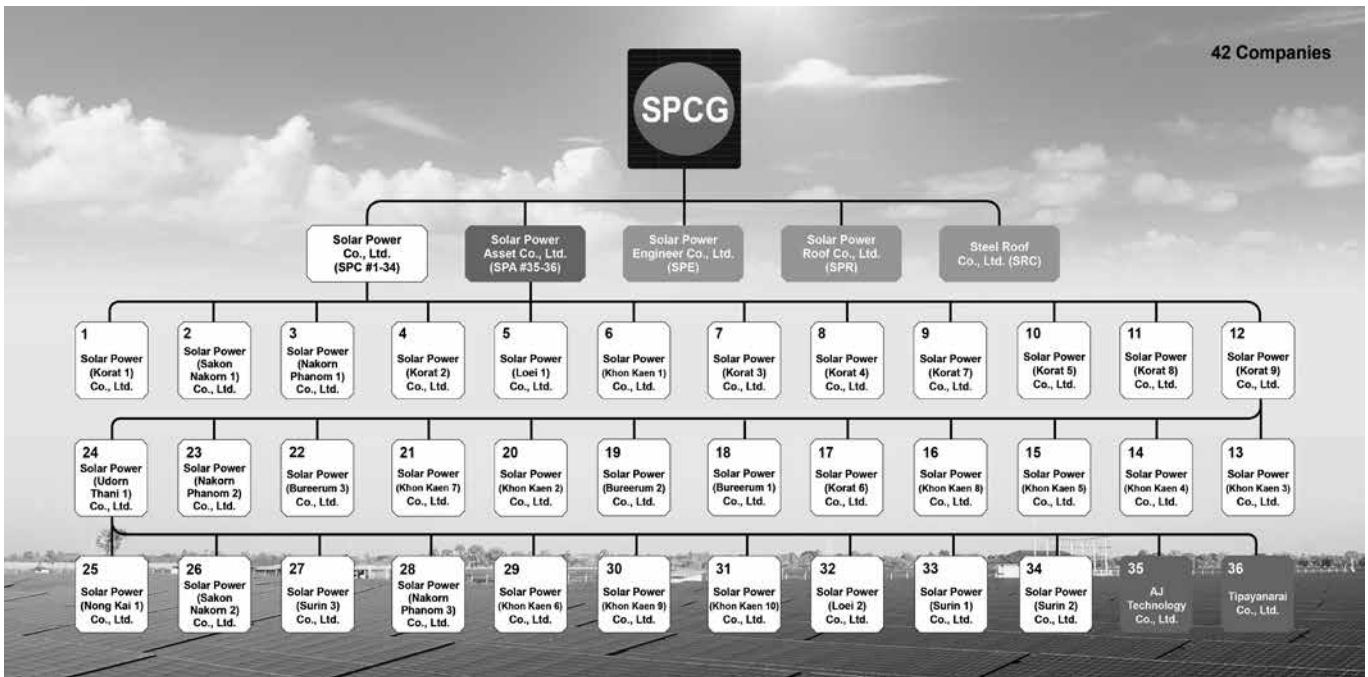 42 Companies
SPCG
Solar Power
Co., Ltd.
(SPC #1-34)
Solar Power
Asset Co., Ltd.
(SPA #35-36)
Solar Power
Engineer Co., Ltd.
(SPE)
Solar Power
Roof Co., Ltd.
(SPR)
Steel Roof
Co., Ltd. (SRC)
1
Solar Power
(Korat 1)
Co., Ltd.
2
Solar Power
(Sakon
Nakorn 1)
Co., Ltd.
3
Solar Power
(Nakorn
Phanom 1)
Co., Ltd.
4
Solar Power
(Korat 2)
Co., Ltd.
5
Solar Power
(Loei 1)
Co., Ltd.
6
Solar Power
(Khon Kaen 1)
Co., Ltd.
7
Solar Power
(Korat 3)
Co., Ltd.
8
Solar Power
(Korat 4)
Co., Ltd.
9
Solar Power
(Korat 7)
Co., Ltd.
10
Solar Power
(Korat 5)
Co., Ltd.
11
Solar Power
(Korat 8)
Co., Ltd.
12
Solar Power
(Korat 9)
Co., Ltd.
24
Solar Power
(Udorn
Thani 1)
Co., Ltd.
23
Solar Power
(Nakorn
Phanom 2)
Co., Ltd.
22
Solar Power
(Bureerum 3)
Co., Ltd.
21
Solar Power
(Khon Kaen 7)
Co., Ltd.
20
Solar Power
(Khon Kaen 2)
Co., Ltd.
19
Solar Power
(Bureerum 2)
Co., Ltd.
18
Solar Power
(Bureerum 1)
Co., Ltd.
17
Solar Power
(Korat 6)
Co., Ltd.
16
Solar Power
(Khon Kaen 8)
Co., Ltd.
15
Solar Power
(Khon Kaen 5)
Co., Ltd.
14
Solar Power
(Khon Kaen 4)
Co., Ltd.
13
Solar Power
(Khon Kaen 3)
Co., Ltd.
25
Solar Power
(Nong Kai 1)
Co., Ltd.
26
Solar Power
(Sakon
Nakorn 2)
Co., Ltd.
27
Solar Power
(Surin 3)
Co., Ltd.
28
Solar Power
(Nakorn
Phanom 3)
Co., Ltd.
29
Solar Power
(Khon Kaen 6)
Co., Ltd.
30
Solar Power
(Khon Kaen 9)
Co., Ltd.
31
Solar Power
(Khon Kaen 10)
Co., Ltd.
32
Solar Power
(Loei 2)
Co., Ltd.
33
Solar Power
(Surin 1)
Co., Ltd.
34
Solar Power
(Surin 2)
Co., Ltd.
35
AJ
Technology
Co., Ltd.
36
Tipayanarai
Co., Ltd.